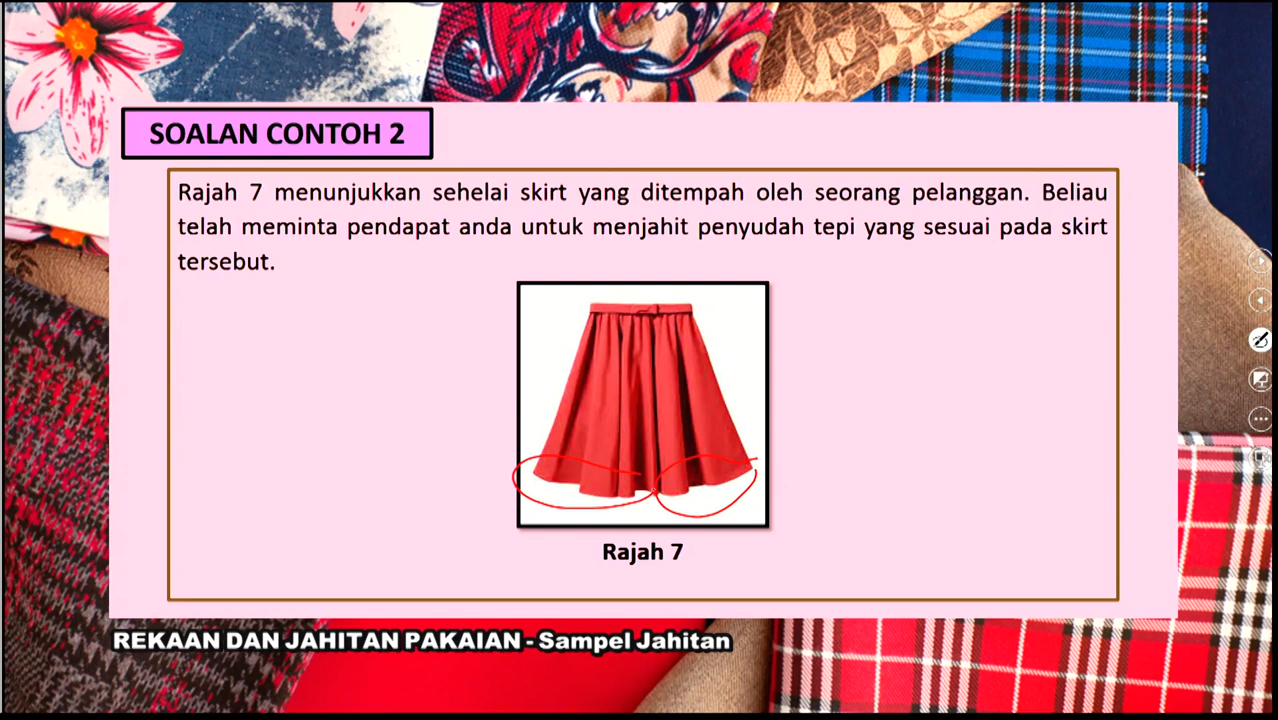 SOALAN CONTOH 2
Rajah 7 menunjukkan sehelai skirt yang ditempah oleh seorang pelanggan. Beliau
telah meminta pendapat anda untuk menjahit penyudah tepi yang sesuai pada skirt
tersebut.
Rajah 7
REKAAN DAN JAHITAN PAKAIAN - Sampel Jahitan